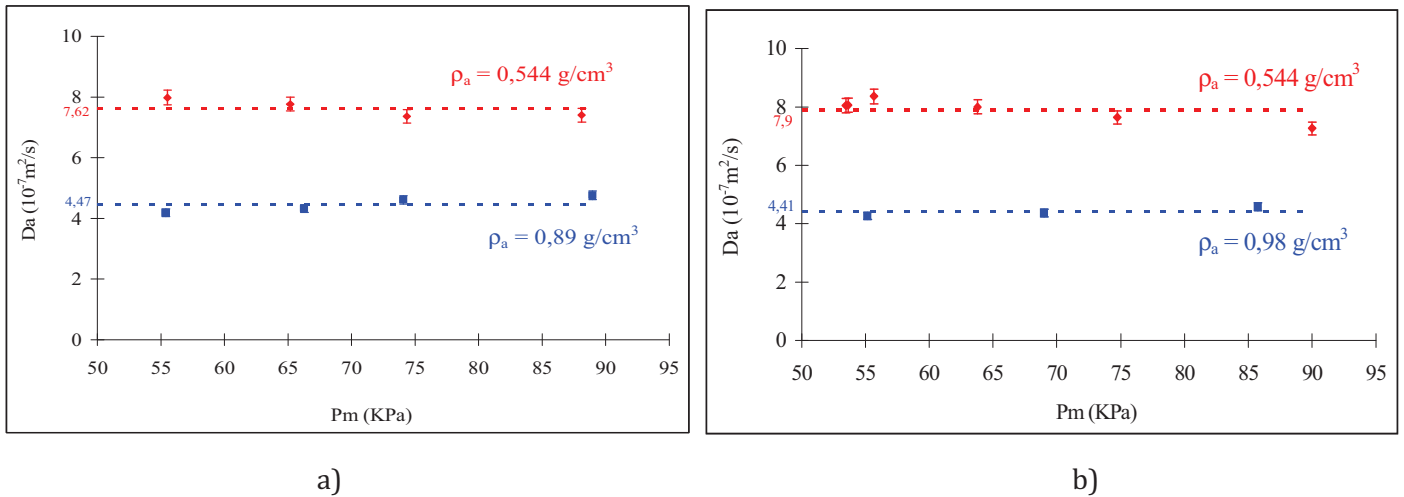 10
8
6
4
2
0
7,62
4,47
Da (10⁻⁷m²/s)
ρₐ = 0,544 g/cm³
ρₐ = 0,89 g/cm³
50 55 60 65 70 75 80 85 90 95
Pm (KPa)
a)
10
8
6
4
2
0
7,9
4,41
Da (10⁻⁷m²/s)
ρₐ = 0,544 g/cm³
ρₐ = 0,98 g/cm³
50 55 60 65 70 75 80 85 90 95
Pm (KPa)
b)